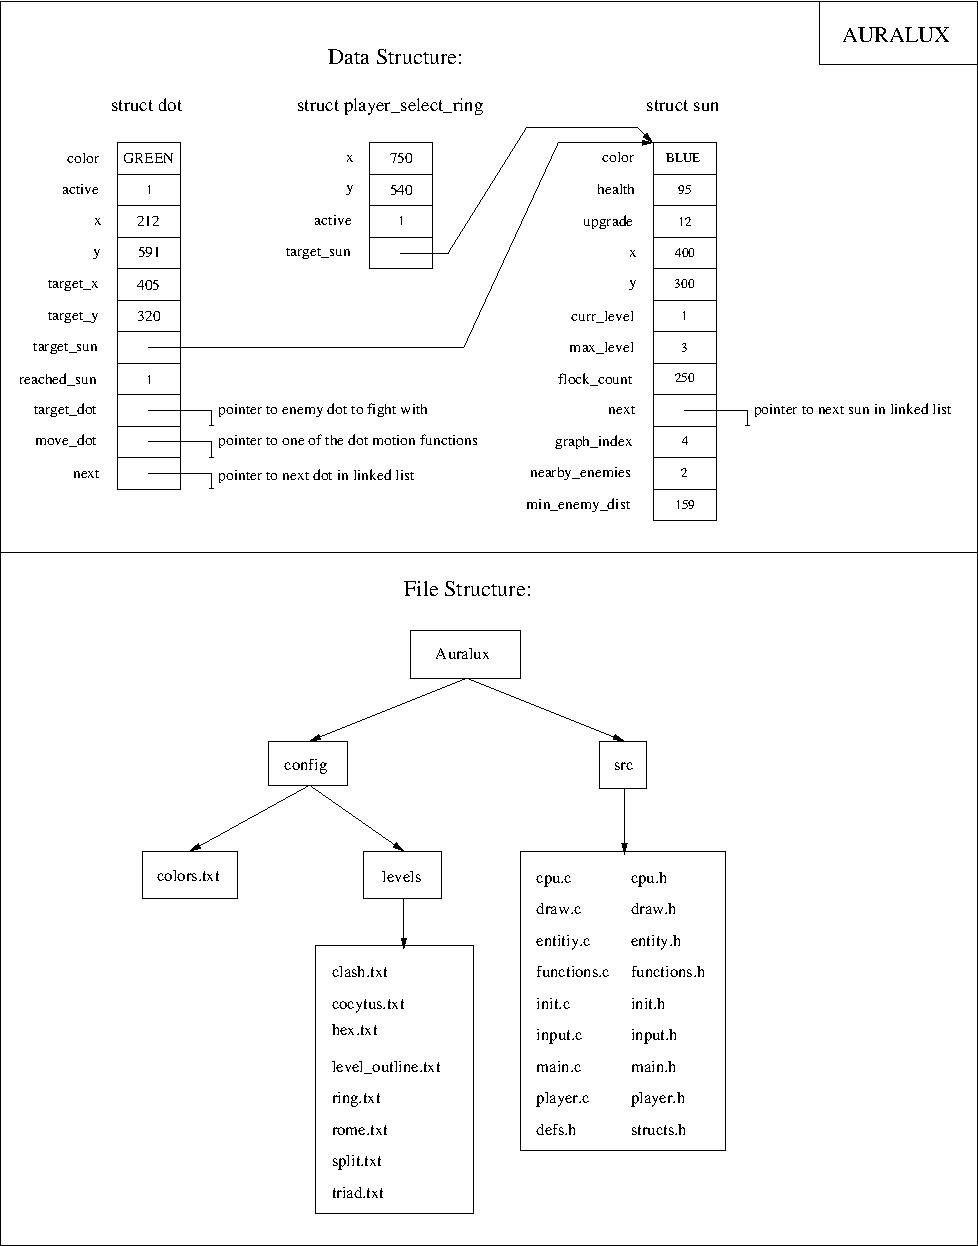 AURALUX
Data Structure:
struct dot
color GREEN
active 1
x 212
y 591
target_x 405
target_y 320
target_sun
reached_sun 1
target_dot pointer to enemy dot to fight with
move_dot pointer to one of the dot motion functions
next pointer to next dot in linked list
struct player_select_ring
x 750
y 540
active 1
target_sun
struct sun
color BLUE
health 95
upgrade 12
x 400
y 300
curr_level 1
max_level 3
flock_count 250
next pointer to next sun in linked list
graph_index 4
nearby_enemies 2
min_enemy_dist 159
File Structure:
Auralux
config
src
colors.txt
levels
clash.txt
cocytus.txt
hex.txt
level_outline.txt
ring.txt
rome.txt
split.txt
triad.txt
cpu.c cpu.h
draw.c draw.h
entitiy.c entity.h
functions.c functions.h
init.c init.h
input.c input.h
main.c main.h
player.c player.h
defs.h structs.h